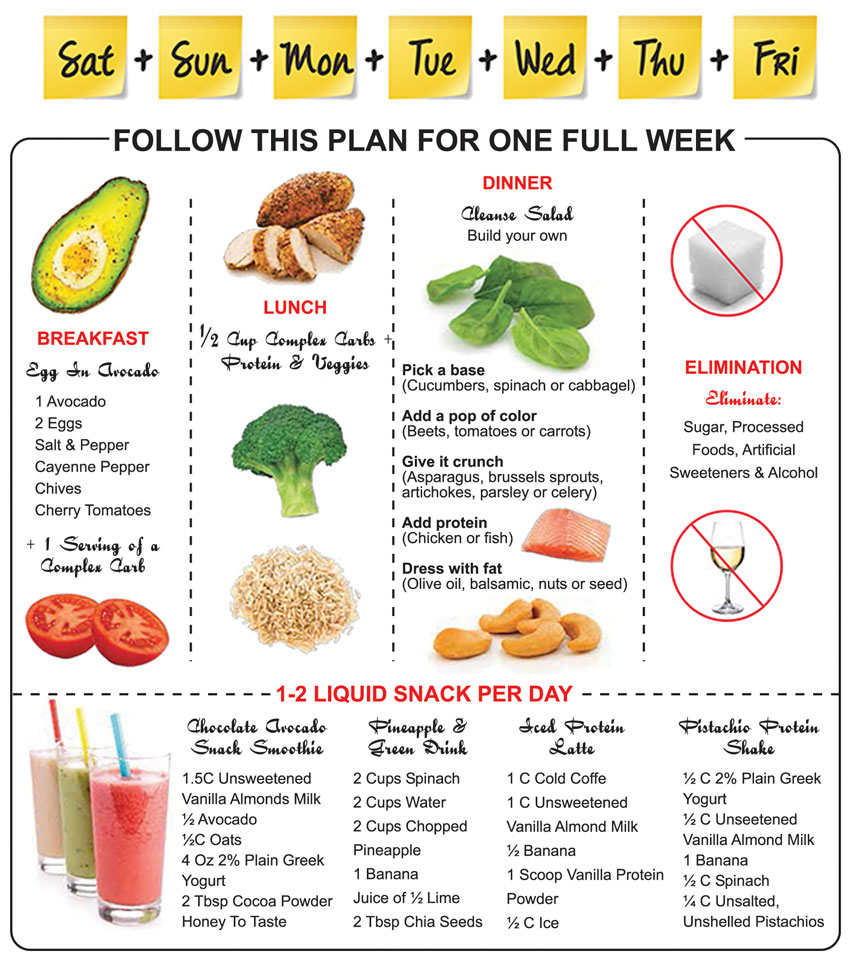 Sat + Sun + Mon + Tue + Wed + Thu + Fri
FOLLOW THIS PLAN FOR ONE FULL WEEK
BREAKFAST
Egg In Avocado
1 Avocado
2 Eggs
Salt & Pepper
Cayenne Pepper
Chives
Cherry Tomatoes
+ 1 Serving of a
Complex Carb
LUNCH
½ Cup Complex Carbs +
Protein & Veggies
DINNER
Cleanse Salad
Build your own
Pick a base
(Cucumbers, spinach or cabbagel)
Add a pop of color
(Beets, tomatoes or carrots)
Give it crunch
(Asparagus, brussels sprouts,
artichokes, parsley or celery)
Add protein
(Chicken or fish)
Dress with fat
(Olive oil, balsamic, nuts or seed)
ELIMINATION
Eliminate:
Sugar, Processed
Foods, Artificial
Sweeteners & Alcohol
1-2 LIQUID SNACK PER DAY
Chocolate Avocado
Snack Smoothie
1.5C Unsweetened
Vanilla Almonds Milk
½ Avocado
½C Oats
4 Oz 2% Plain Greek
Yogurt
2 Tbsp Cocoa Powder
Honey To Taste
Pineapple &
Green Drink
2 Cups Spinach
2 Cups Water
2 Cups Chopped
Pineapple
1 Banana
Juice of ½ Lime
2 Tbsp Chia Seeds
Iced Protein
Latte
1 C Cold Coffe
1 C Unsweetened
Vanilla Almond Milk
½ Banana
1 Scoop Vanilla Protein
Powder
½ C Ice
Pistachio Protein
Shake
½ C 2% Plain Greek
Yogurt
½ C Unseetened
Vanilla Almond Milk
1 Banana
½ C Spinach
¼ C Unsalted,
Unshelled Pistachios